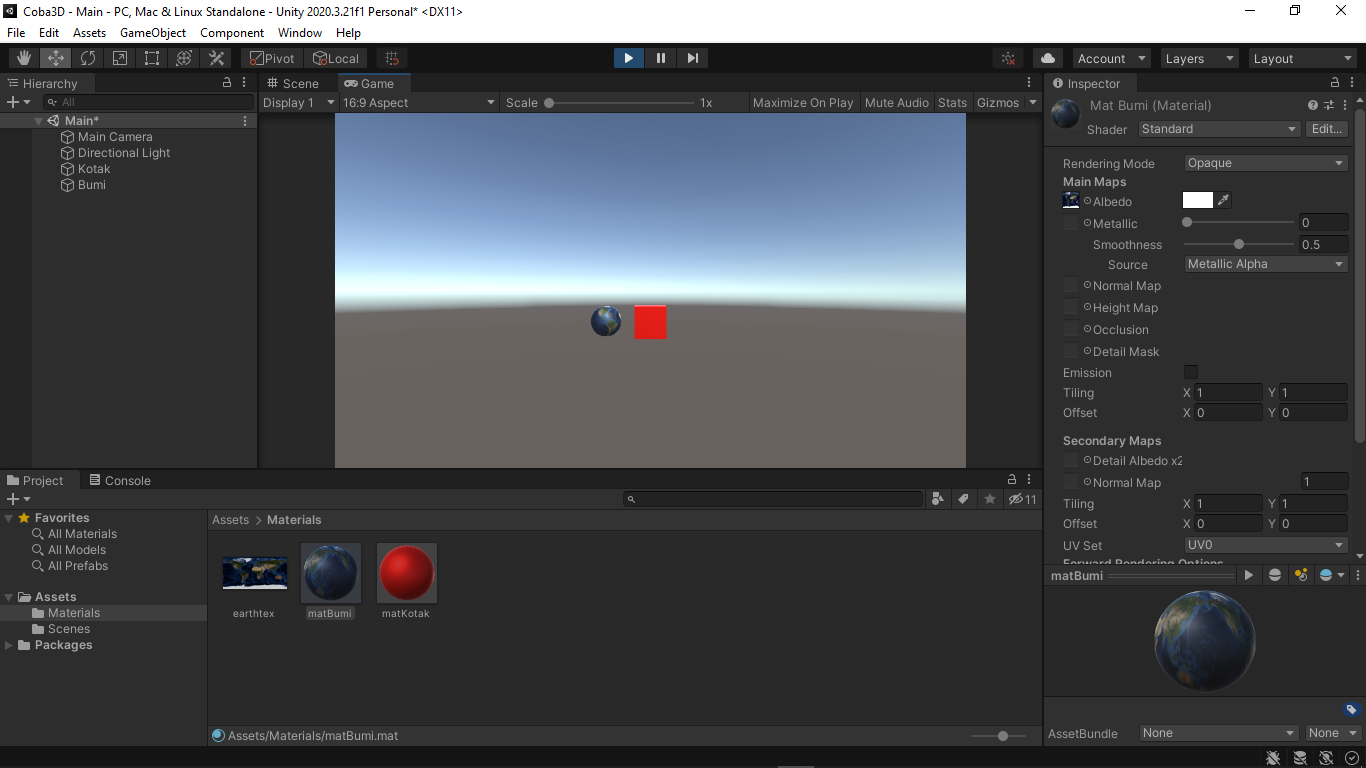 Coba3D - Main - PC, Mac & Linux Standalone - Unity 2020.3.21f1 Personal* <DX11>
File Edit Assets GameObject Component Window Help
Pivot Local Account Layers Layout
Hierarchy
All
Main*
Main Camera
Directional Light
Kotak
Bumi
Scene Game
Display 1 16:9 Aspect Scale 1x Maximize On Play Mute Audio Stats Gizmos
Inspector
Mat Bumi (Material)
Shader Standard Edit...
Rendering Mode Opaque
Main Maps
Albedo
Metallic 0
Smoothness 0.5
Source Metallic Alpha
Normal Map
Height Map
Occlusion
Detail Mask
Emission
Tiling X 1 Y 1
Offset X 0 Y 0
Secondary Maps
Detail Albedo x2
Normal Map 1
Tiling X 1 Y 1
Offset X 0 Y 0
UV Set UV0
Forward Rendering Options
matBumi
AssetBundle None None
Project Console
11
Favorites
All Materials
All Models
All Prefabs
Assets
Materials
Scenes
Packages
Assets > Materials
earthtex matBumi matKotak
Assets/Materials/matBumi.mat